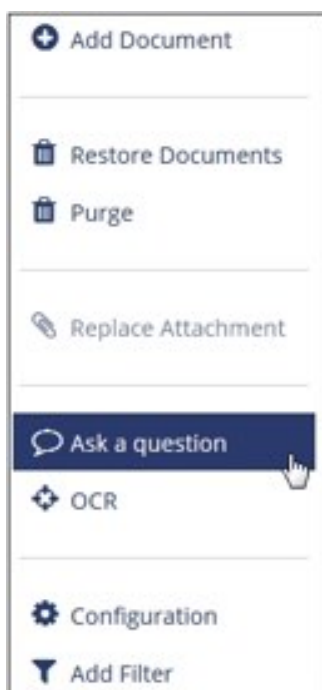 Add Document
Restore Documents
Purge
Replace Attachment
Ask a question
OCR
Configuration
Add Filter